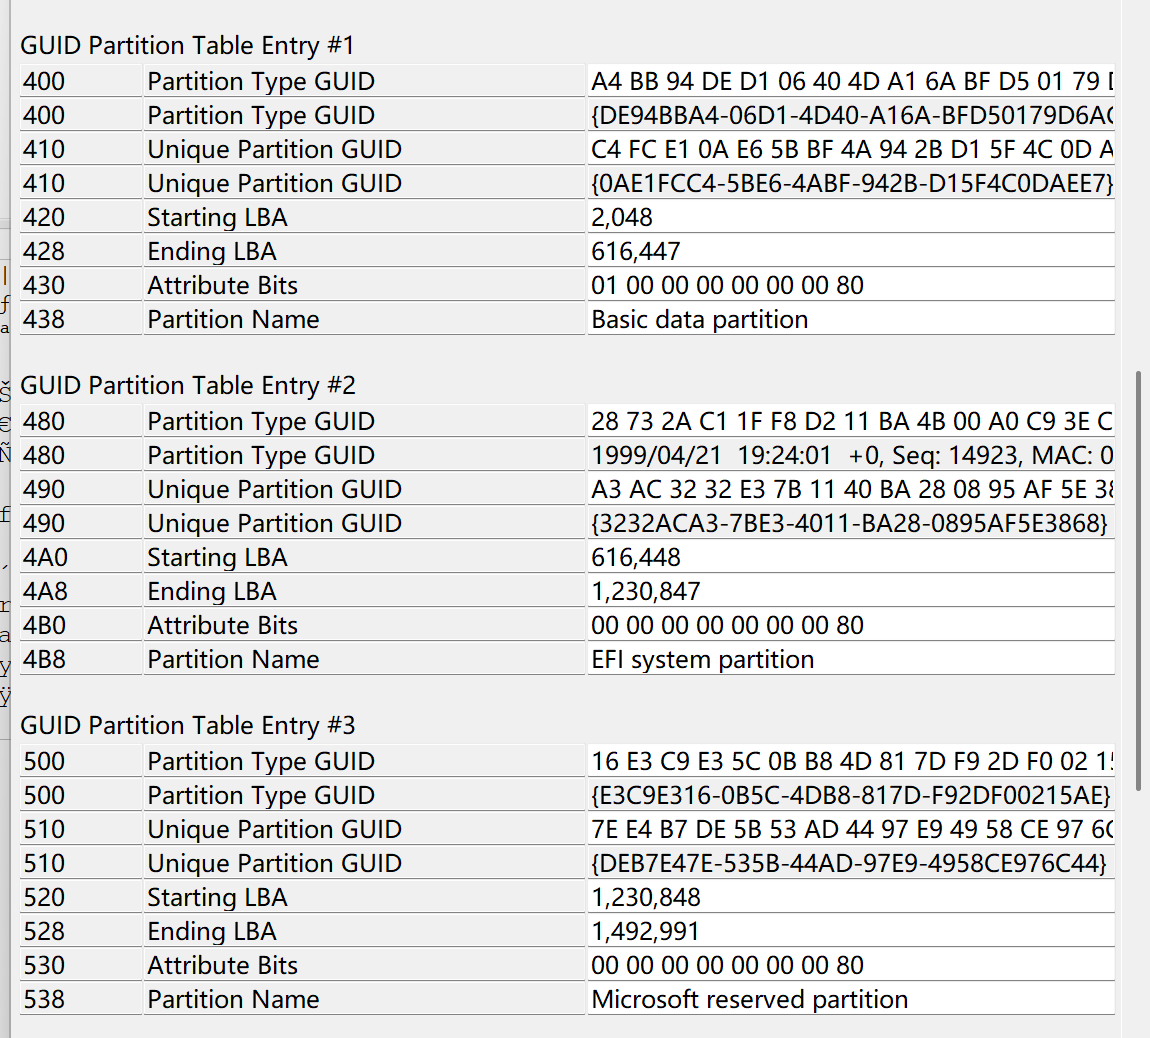 GUID Partition Table Entry #1
400 Partition Type GUID A4 BB 94 DE D1 06 40 4D A1 6A BF D5 01 79
400 Partition Type GUID {DE94BBA4-06D1-4D40-A16A-BFD50179D6A
410 Unique Partition GUID C4 FC E1 0A E6 5B BF 4A 94 2B D1 5F 4C 0D A
410 Unique Partition GUID {0AE1FCC4-5BE6-4ABF-942B-D15F4C0DAEE7}
420 Starting LBA 2,048
428 Ending LBA 616,447
430 Attribute Bits 01 00 00 00 00 00 00 80
438 Partition Name Basic data partition
GUID Partition Table Entry #2
480 Partition Type GUID 28 73 2A C1 1F F8 D2 11 BA 4B 00 A0 C9 3E C
480 Partition Type GUID 1999/04/21 19:24:01 +0, Seq: 14923, MAC: 0
490 Unique Partition GUID A3 AC 32 32 E3 7B 11 40 BA 28 08 95 AF 5E 38
490 Unique Partition GUID {3232ACA3-7BE3-4011-BA28-0895AF5E3868}
4A0 Starting LBA 616,448
4A8 Ending LBA 1,230,847
4B0 Attribute Bits 00 00 00 00 00 00 00 80
4B8 Partition Name EFI system partition
GUID Partition Table Entry #3
500 Partition Type GUID 16 E3 C9 E3 5C 0B B8 4D 81 7D F9 2D F0 02 15
500 Partition Type GUID {E3C9E316-0B5C-4DB8-817D-F92DF00215AE}
510 Unique Partition GUID 7E E4 B7 DE 5B 53 AD 44 97 E9 49 58 CE 97 6C
510 Unique Partition GUID {DEB7E47E-535B-44AD-97E9-4958CE976C44}
520 Starting LBA 1,230,848
528 Ending LBA 1,492,991
530 Attribute Bits 00 00 00 00 00 00 00 80
538 Partition Name Microsoft reserved partition